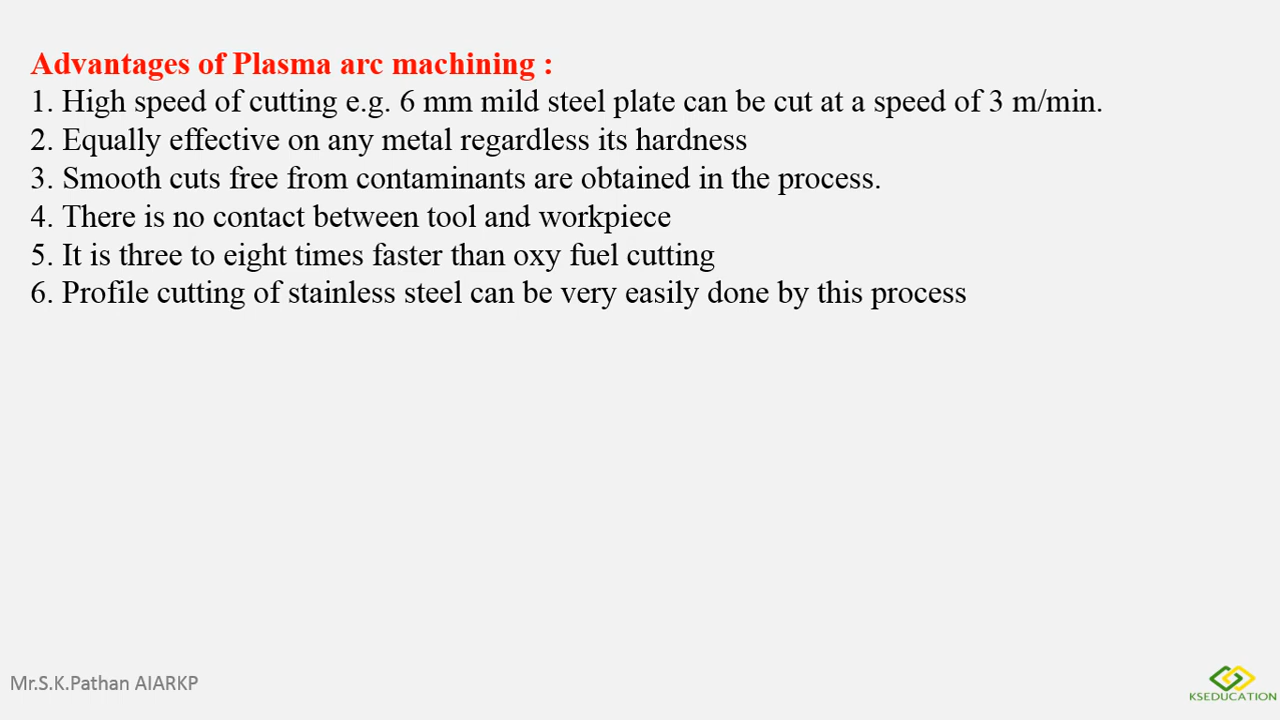 Advantages of Plasma arc machining :
1. High speed of cutting e.g. 6 mm mild steel plate can be cut at a speed of 3 m/min.
2. Equally effective on any metal regardless its hardness
3. Smooth cuts free from contaminants are obtained in the process.
4. There is no contact between tool and workpiece
5. It is three to eight times faster than oxy fuel cutting
6. Profile cutting of stainless steel can be very easily done by this process
Mr.S.K.Pathan AIARKP
KSEDUCATION